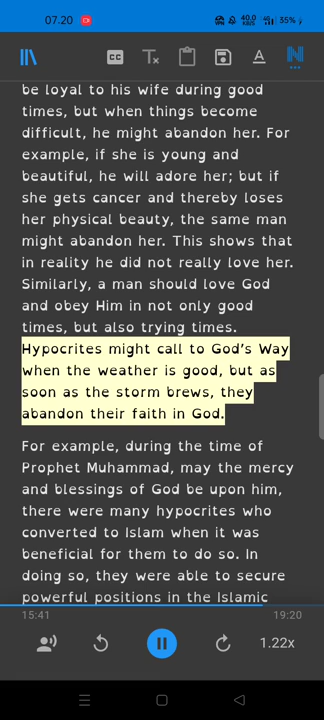 07.20
40.0
KB/S
4G
35%
CC
A
N
be loyal to his wife during good
times, but when things become
difficult, he might abandon her. For
example, if she is young and
beautiful, he will adore her; but if
she gets cancer and thereby loses
her physical beauty, the same man
might abandon her. This shows that
in reality he did not really love her.
Similarly, a man should love God
and obey Him in not only good
times, but also trying times.
Hypocrites might call to God's Way
when the weather is good, but as
soon as the storm brews, they
abandon their faith in God.
For example, during the time of
Prophet Muhammad, may the mercy
and blessings of God be upon him,
there were many hypocrites who
converted to Islam when it was
beneficial for them to do so. In
doing so, they were able to secure
powerful positions in the Islamic
15:41
19:20
1.22x